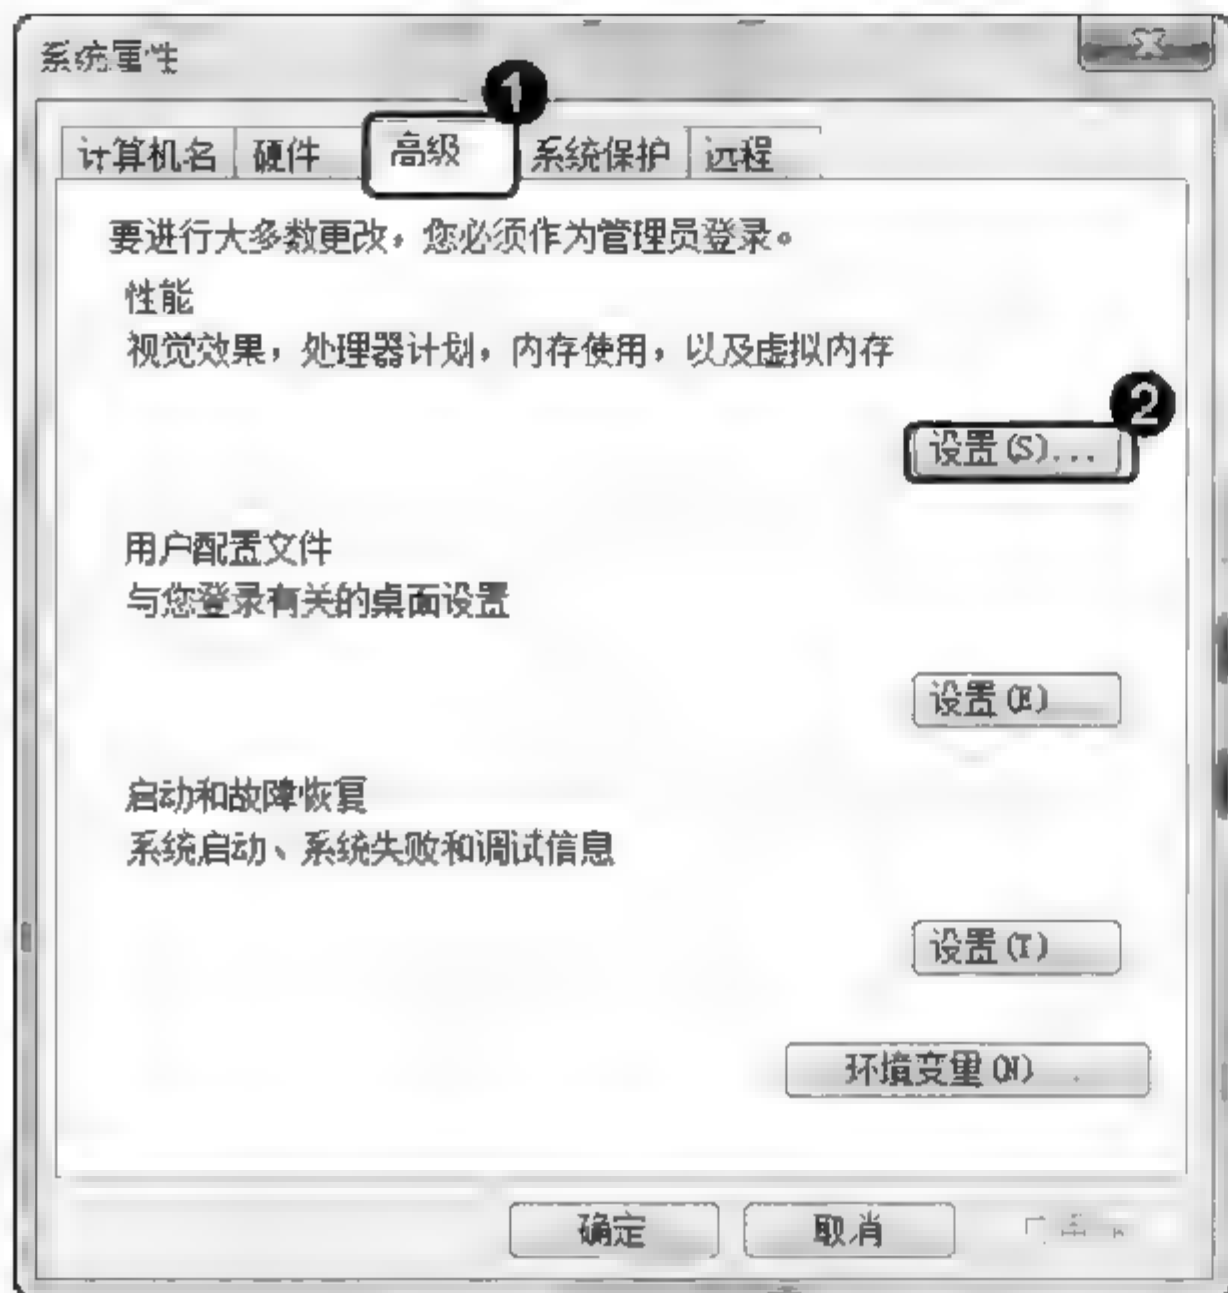 系统属性
1
计算机名 硬件 高级 系统保护 远程
要进行大多数更改，您必须作为管理员登录。
性能
视觉效果，处理器计划，内存使用，以及虚拟内存
2
设置(S)...
用户配置文件
与您登录有关的桌面设置
设置(E)
启动和故障恢复
系统启动、系统失败和调试信息
设置(T)
环境变量(N)
确定 取消